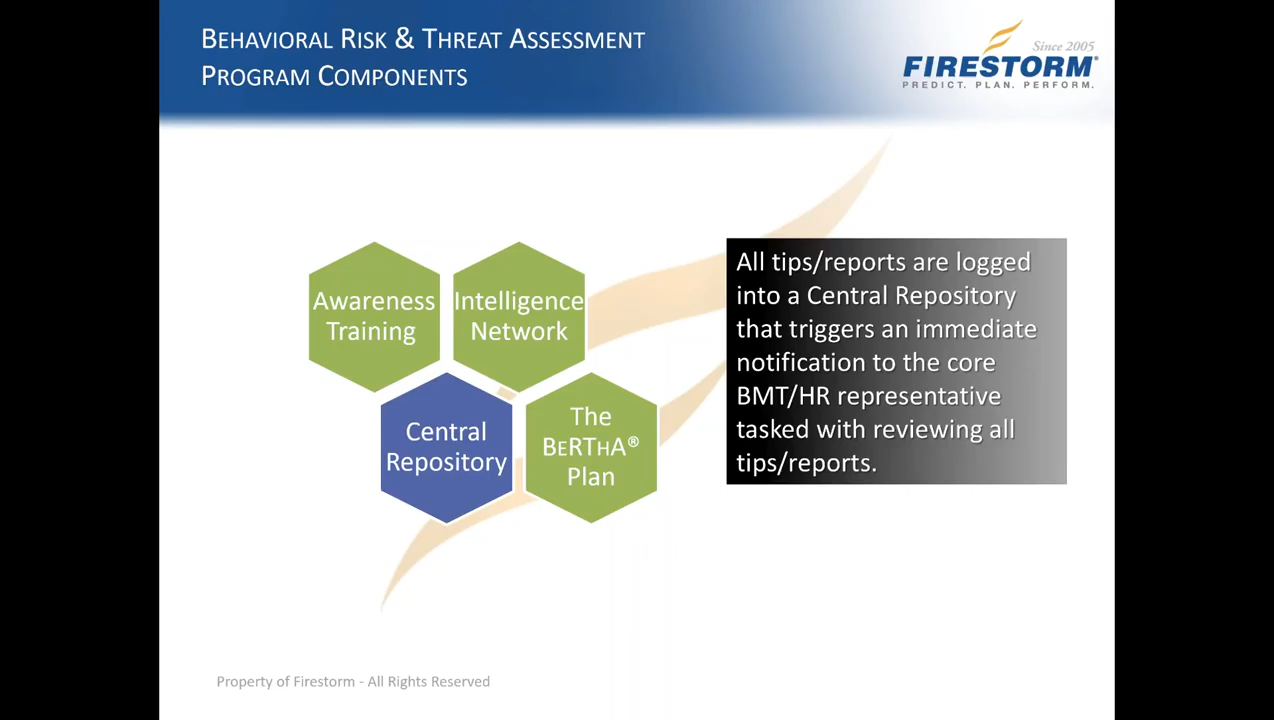 BEHAVIORAL RISK & THREAT ASSESSMENT
PROGRAM COMPONENTS
Since 2005
FIRESTORM®
PREDICT. PLAN. PERFORM.
Awareness
Training
Intelligence
Network
Central
Repository
The
BERTHA®
Plan
All tips/reports are logged
into a Central Repository
that triggers an immediate
notification to the core
BMT/HR representative
tasked with reviewing all
tips/reports.
Property of Firestorm - All Rights Reserved